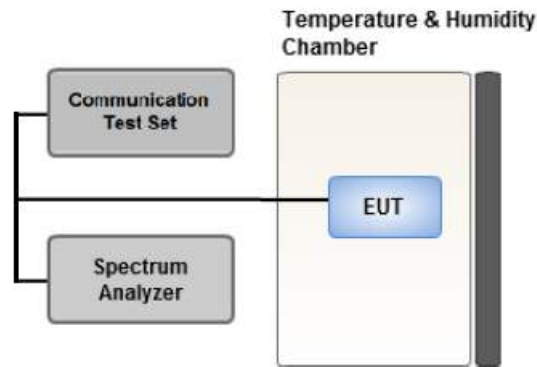 Temperature & Humidity
Chamber
Communication
Test Set
EUT
Spectrum
Analyzer